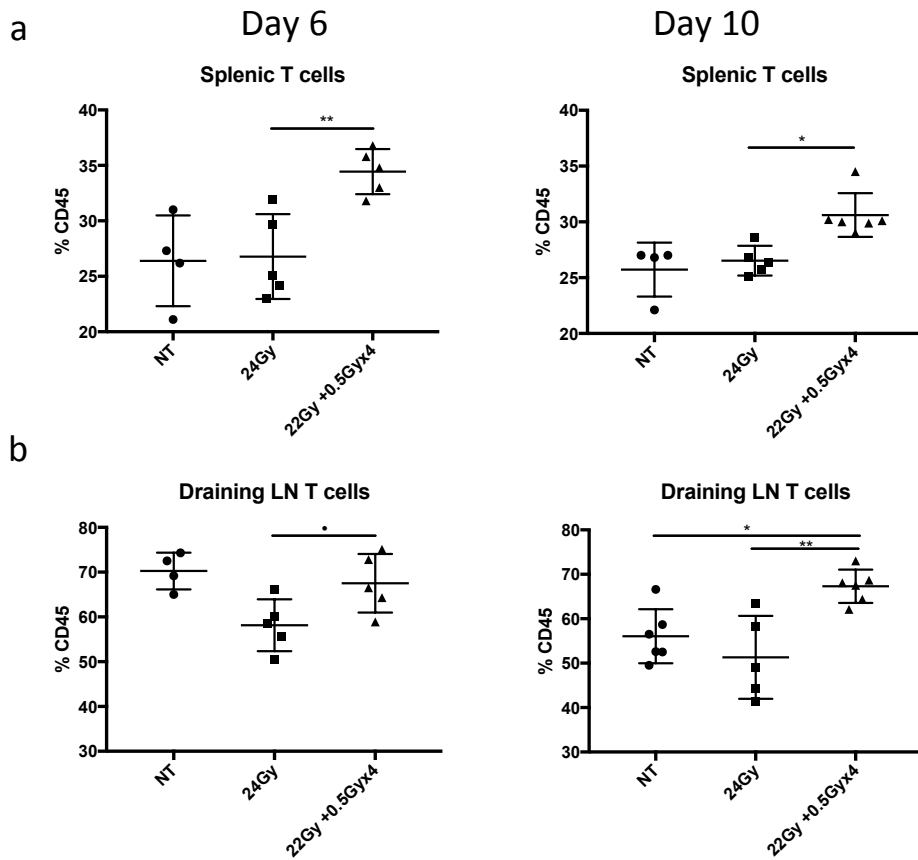 a
Day 6
Day 10
Splenic T cells
**
% CD45
40
35
30
25
20
NT
24Gy
22Gy +0.5Gyx4
Splenic T cells
*
% CD45
40
35
30
25
20
NT
24Gy
22Gy +0.5Gyx4
b
Draining LN T cells
•
% CD45
80
70
60
50
40
30
NT
24Gy
22Gy +0.5Gyx4
Draining LN T cells
*
**
% CD45
80
70
60
50
40
30
NT
24Gy
22Gy +0.5Gyx4